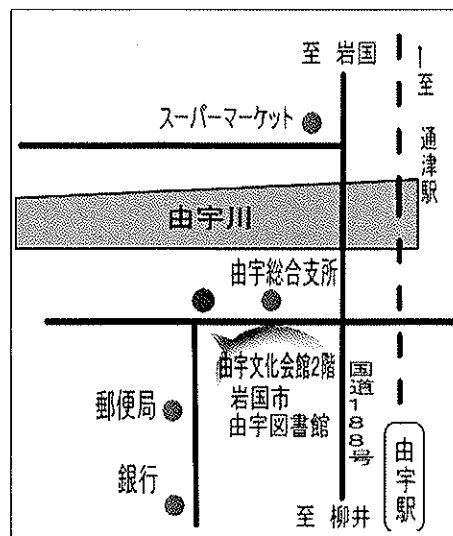 至 岩国
↑至 通津駅
スーパーマーケット
由宇川
由宇総合支所
由宇文化会館2階
岩国市
由宇図書館
国道188号
郵便局
銀行
由宇駅
至 柳井